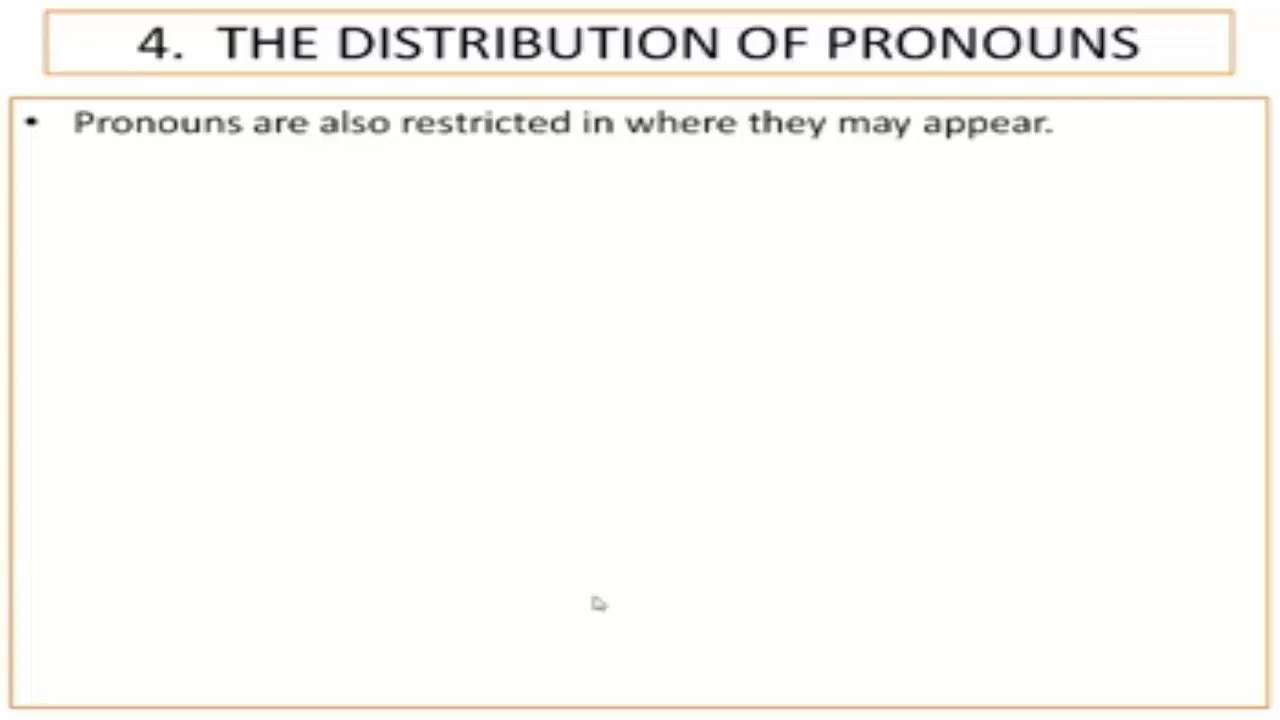 4. THE DISTRIBUTION OF PRONOUNS
• Pronouns are also restricted in where they may appear.